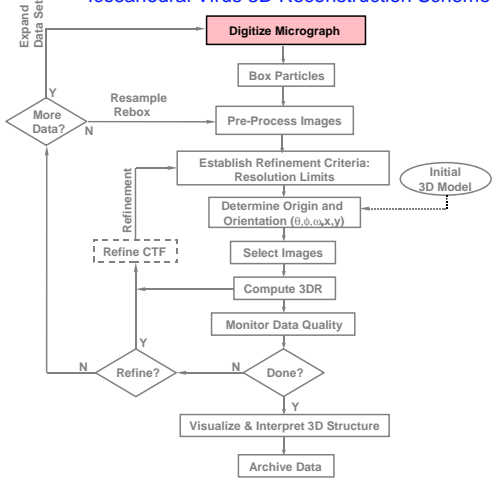 Icosahedral Virus 3D Reconstruction Scheme
Expand
Data Set
Digitize Micrograph
Box Particles
Y
More
Data?
N
Resample
Rebox
Pre-Process Images
Establish Refinement Criteria:
Resolution Limits
Initial
3D Model
Refinement
Determine Origin and
Orientation (θ,φ,ω,x,y)
Refine CTF
Select Images
Compute 3DR
Monitor Data Quality
Y
N
Refine?
N
Done?
Y
Visualize & Interpret 3D Structure
Archive Data